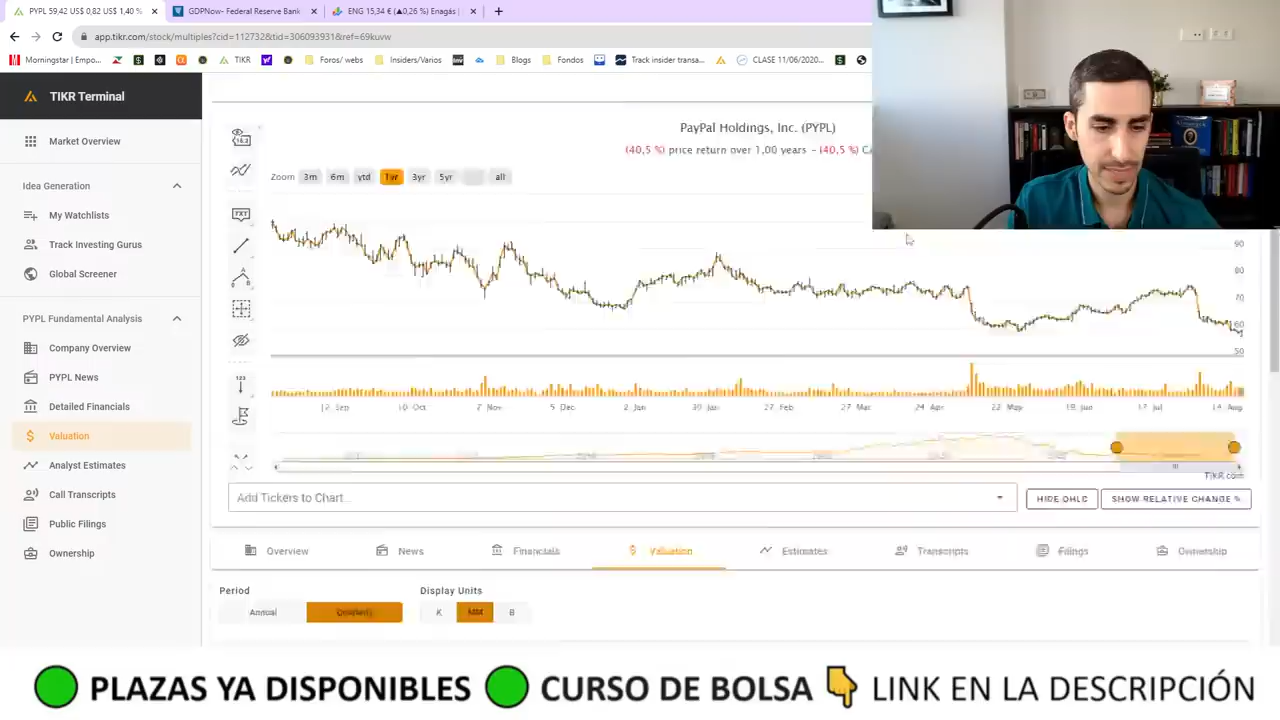 PYPL 59,42 US$ ▾ 0,82 US$ 1,40 %
GDPNow- Federal Reserve Bank
ENG 15,34 € (▲0,26 %) Enagás
app.tikr.com/stock/multiples?cid=112732&tid=306093931&ref=69kuvw
Morningstar | Empo...
TIKR
Foros/ webs
Insiders/Varios
Blogs
Fondos
Track insider transa...
CLASE 11/06/2020...
TIKR Terminal
Market Overview
Idea Generation
My Watchlists
Track Investing Gurus
Global Screener
PYPL Fundamental Analysis
Company Overview
PYPL News
Detailed Financials
Valuation
Analyst Estimates
Call Transcripts
Public Filings
Ownership
PayPal Holdings, Inc. (PYPL)
(40,5 %) price return over 1,00 years - (40,5 %) C
Zoom 3m 6m ytd 1yr 3yr 5yr all
TXT
123
90
80
70
60
50
12 Sep 10 Oct 7 Nov 5 Dec 2 Jan 30 Jan 27 Feb 27 Mar 24 Apr 22 May 19 Jun 17 Jul 14 Aug
TIKR.com
Add Tickers to Chart...
HIDE OHLC
SHOW RELATIVE CHANGE %
Overview News Financials Valuation Estimates Transcripts Filings Ownership
Period
Display Units
Annual Quarterly
K MM B
PLAZAS YA DISPONIBLES CURSO DE BOLSA 👇 LINK EN LA DESCRIPCIÓN